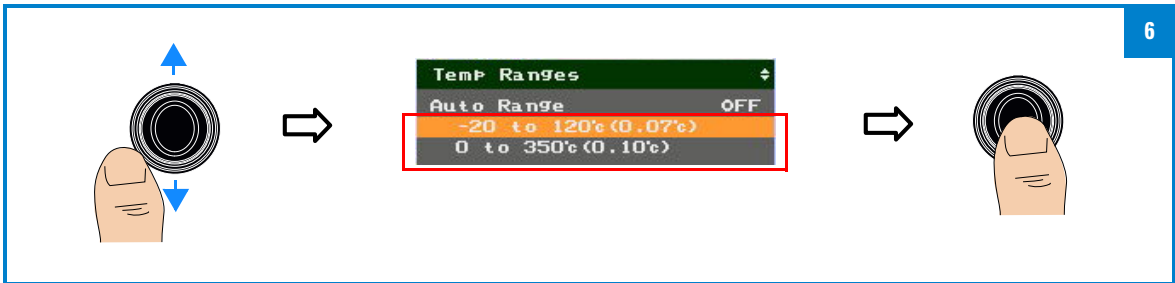 6
Temp Ranges
Auto Range OFF
-20 to 120℃(0.07℃)
0 to 350℃(0.10℃)